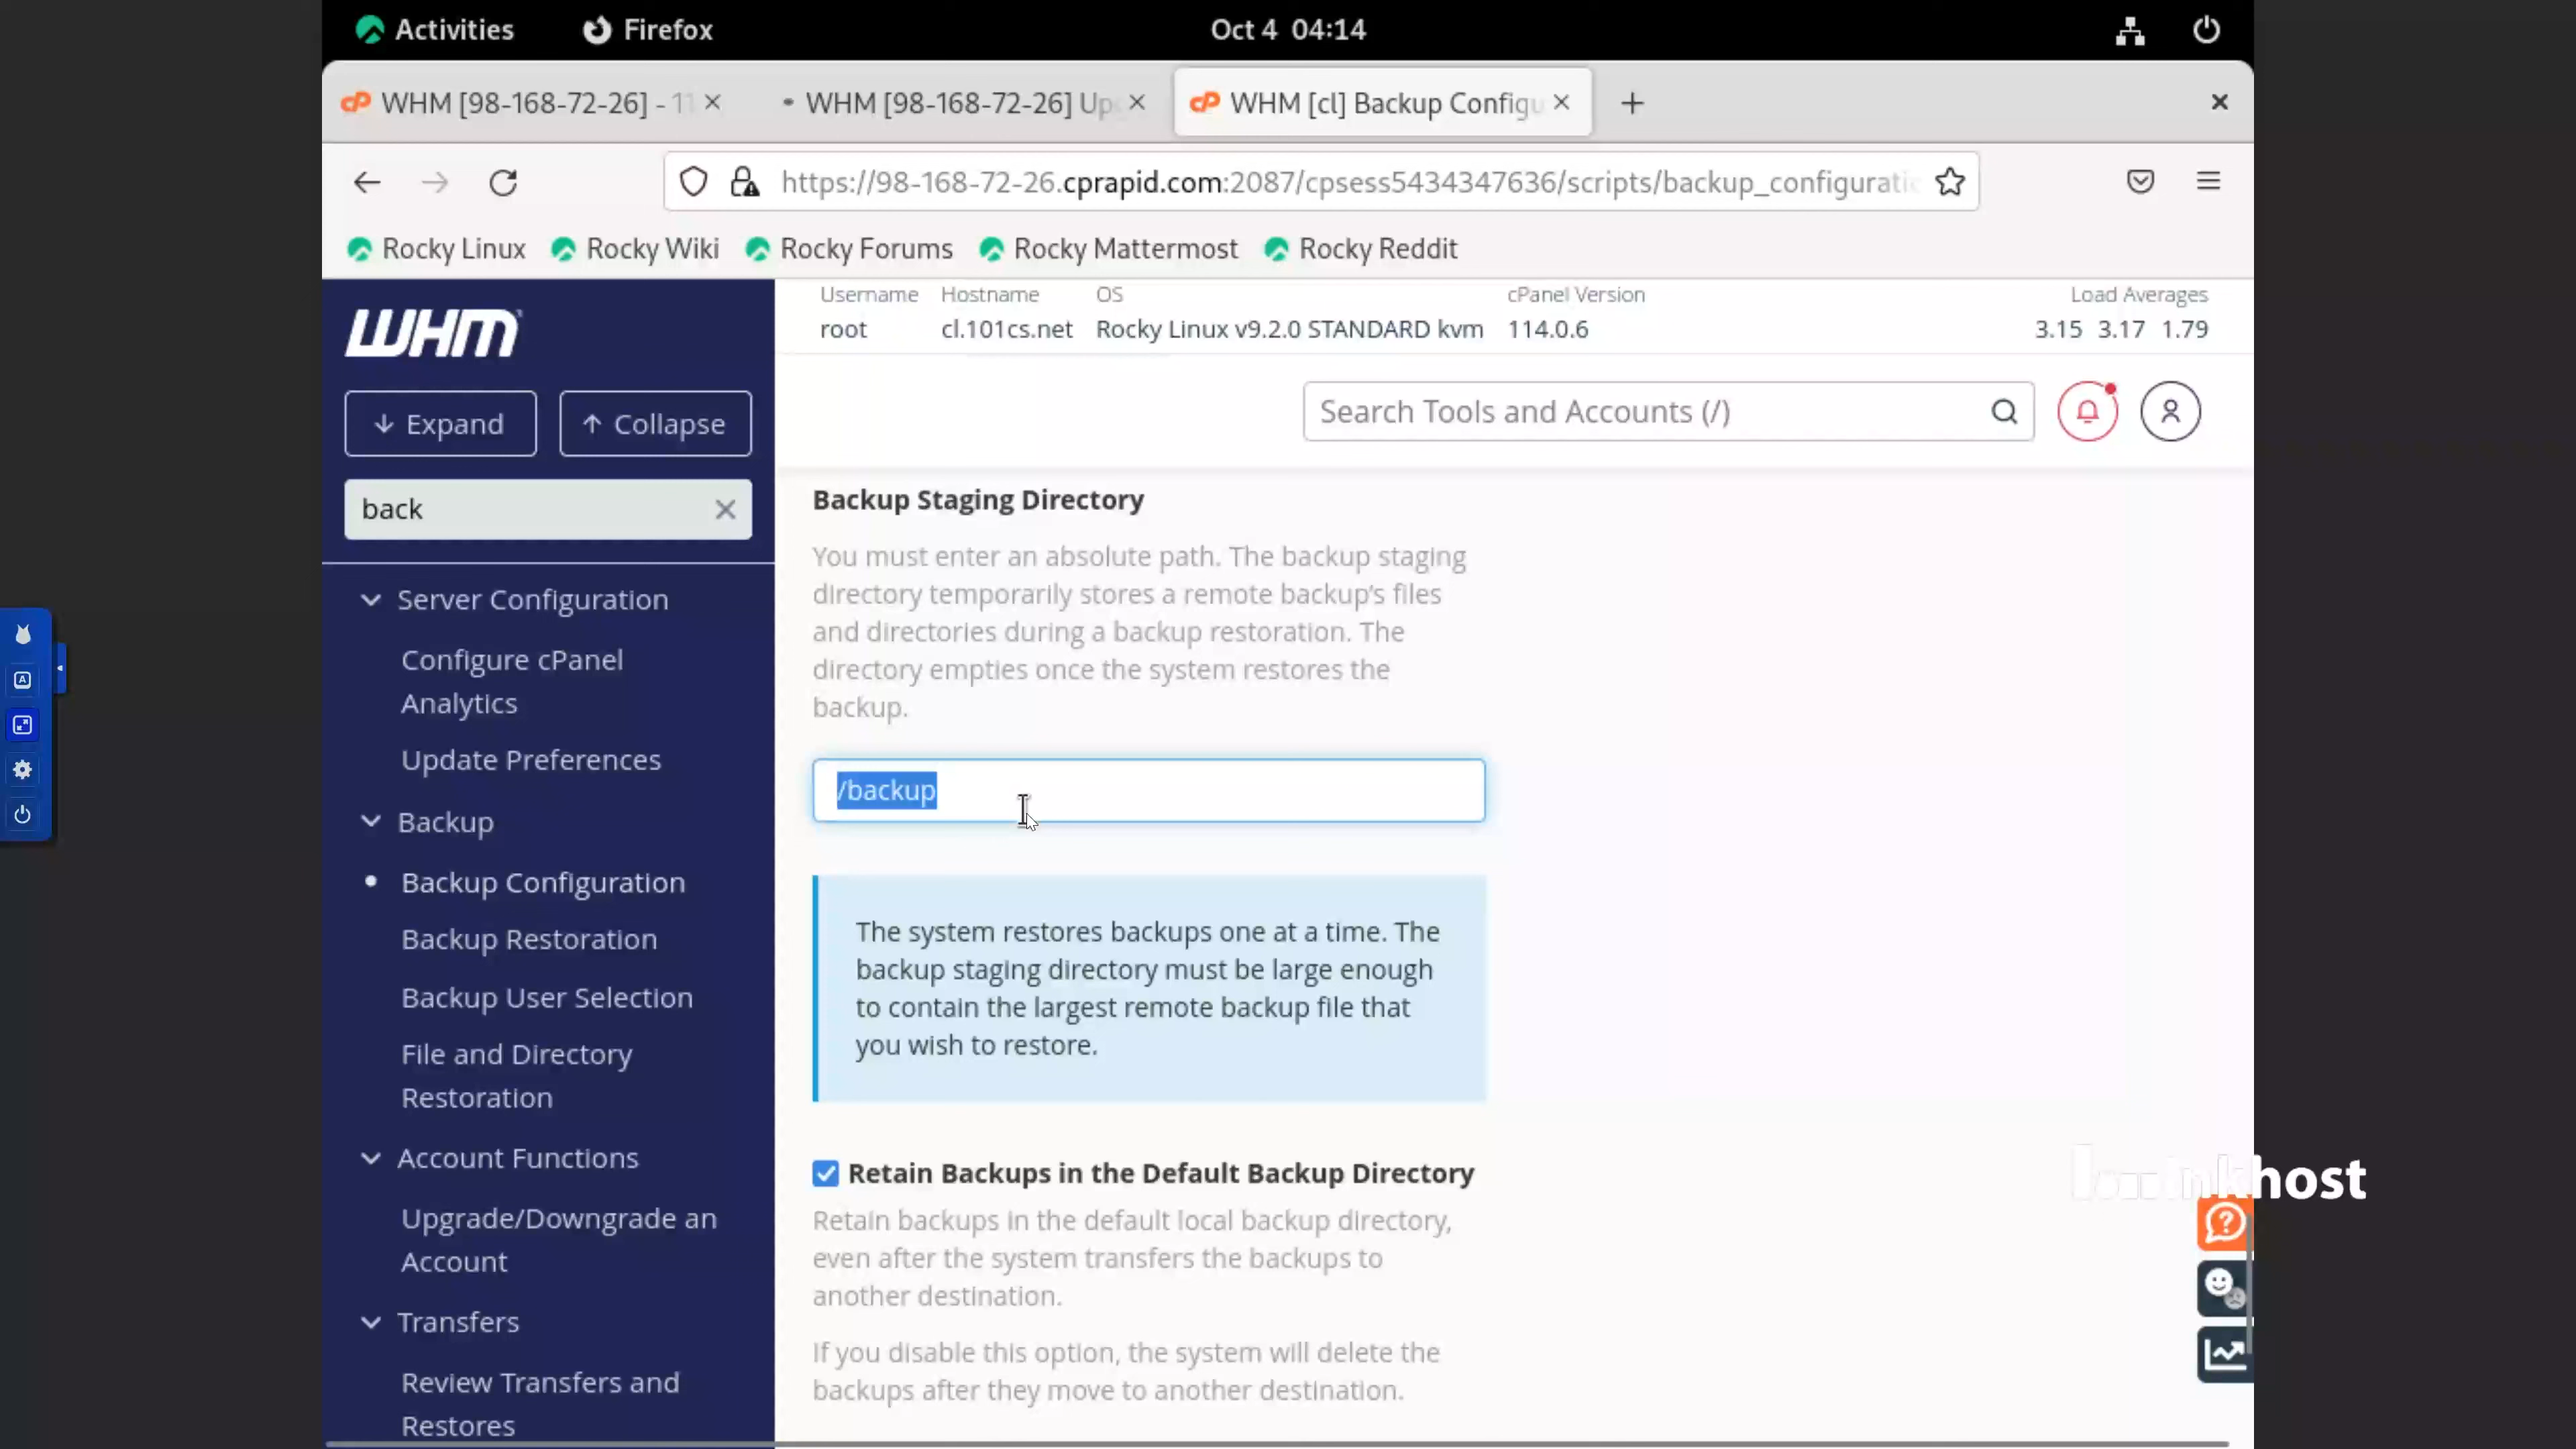 Activities
Firefox
Oct 4 04:14
WHM [98-168-72-26] - 11
WHM [98-168-72-26] Up
WHM [cl] Backup Configu
https://98-168-72-26.cprapid.com:2087/cpsess5434347636/scripts/backup_configurati
Rocky Linux
Rocky Wiki
Rocky Forums
Rocky Mattermost
Rocky Reddit
WHM
Username Hostname OS cPanel Version Load Averages
root cl.101cs.net Rocky Linux v9.2.0 STANDARD kvm 114.0.6 3.15 3.17 1.79
Expand
Collapse
Search Tools and Accounts (/)
back
Server Configuration
Configure cPanel
Analytics
Update Preferences
Backup
Backup Configuration
Backup Restoration
Backup User Selection
File and Directory
Restoration
Account Functions
Upgrade/Downgrade an
Account
Transfers
Review Transfers and
Restores
Backup Staging Directory
You must enter an absolute path. The backup staging
directory temporarily stores a remote backup's files
and directories during a backup restoration. The
directory empties once the system restores the
backup.
/backup
The system restores backups one at a time. The
backup staging directory must be large enough
to contain the largest remote backup file that
you wish to restore.
Retain Backups in the Default Backup Directory
Retain backups in the default local backup directory,
even after the system transfers the backups to
another destination.
If you disable this option, the system will delete the
backups after they move to another destination.